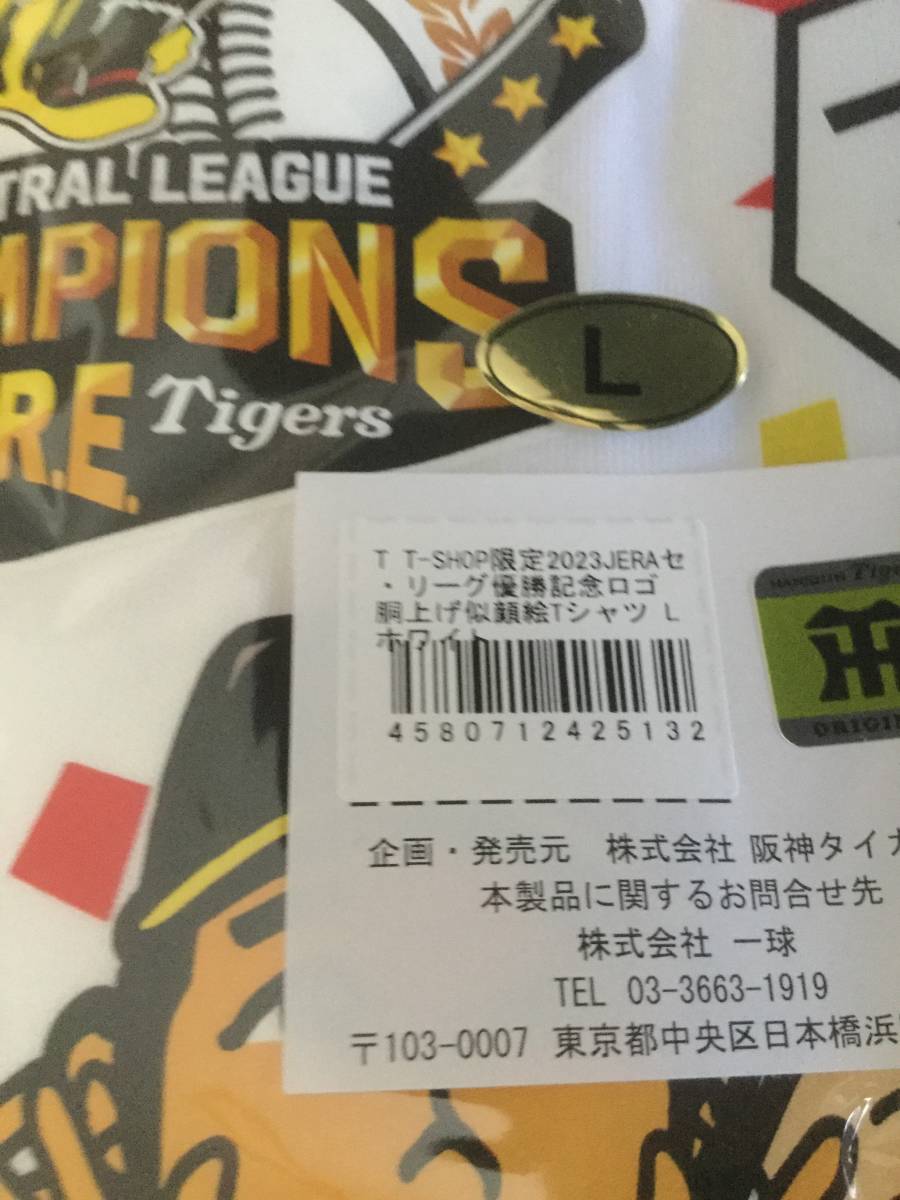 TRAL LEAGUE
MPIONS
R.E. Tigers
L
T T-SHOP限定2023JERAセ
・リーグ優勝記念ロゴ
胴上げ似顔絵Tシャツ L
ホワイト
4580712425132
企画・発売元 株式会社 阪神タイガ
本製品に関するお問合せ先
株式会社 一球
TEL 03-3663-1919
〒103-0007 東京都中央区日本橋浜
HANSHIN Tigers
ORIGI